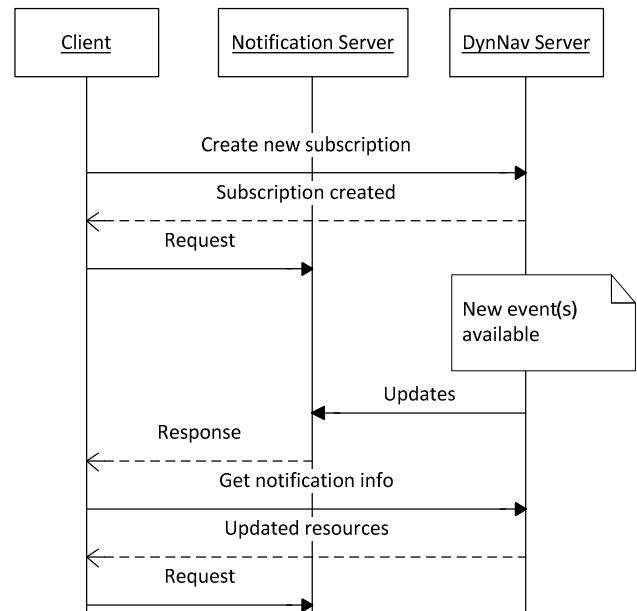 Client
Notification Server
DynNav Server
Create new subscription
Subscription created
Request
New event(s)
available
Updates
Response
Get notification info
Updated resources
Request